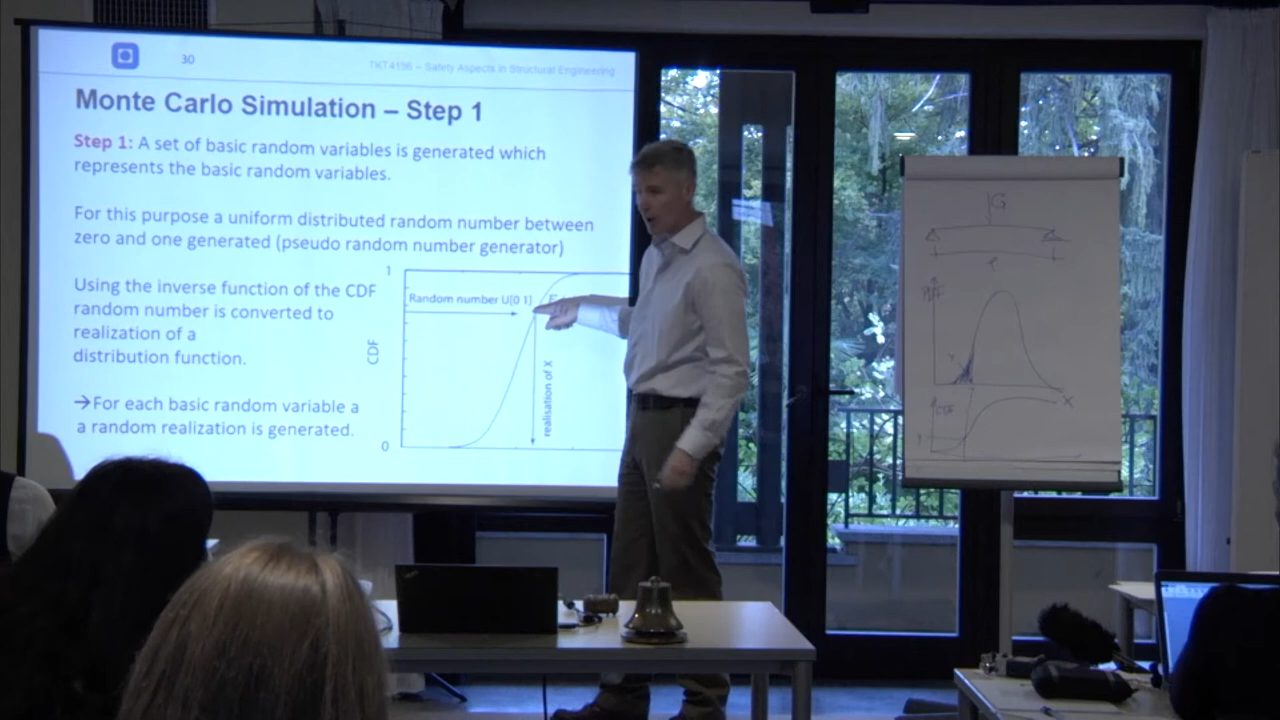 30
TKT4196 – Safety Aspects in Structural Engineering
Monte Carlo Simulation – Step 1
Step 1: A set of basic random variables is generated which
represents the basic random variables.
For this purpose a uniform distributed random number between
zero and one generated (pseudo random number generator)
Using the inverse function of the CDF
random number is converted to
realization of a
distribution function.
→For each basic random variable a
a random realization is generated.
1
Random number U[0 1]
CDF
realisation of X
0
G
PDF
X
CDF